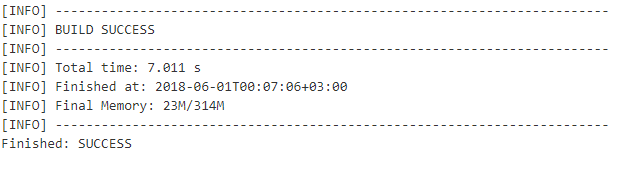 [INFO] ------------------------------------------------------------------------
[INFO] BUILD SUCCESS
[INFO] ------------------------------------------------------------------------
[INFO] Total time: 7.011 s
[INFO] Finished at: 2018-06-01T00:07:06+03:00
[INFO] Final Memory: 23M/314M
[INFO] ------------------------------------------------------------------------
Finished: SUCCESS